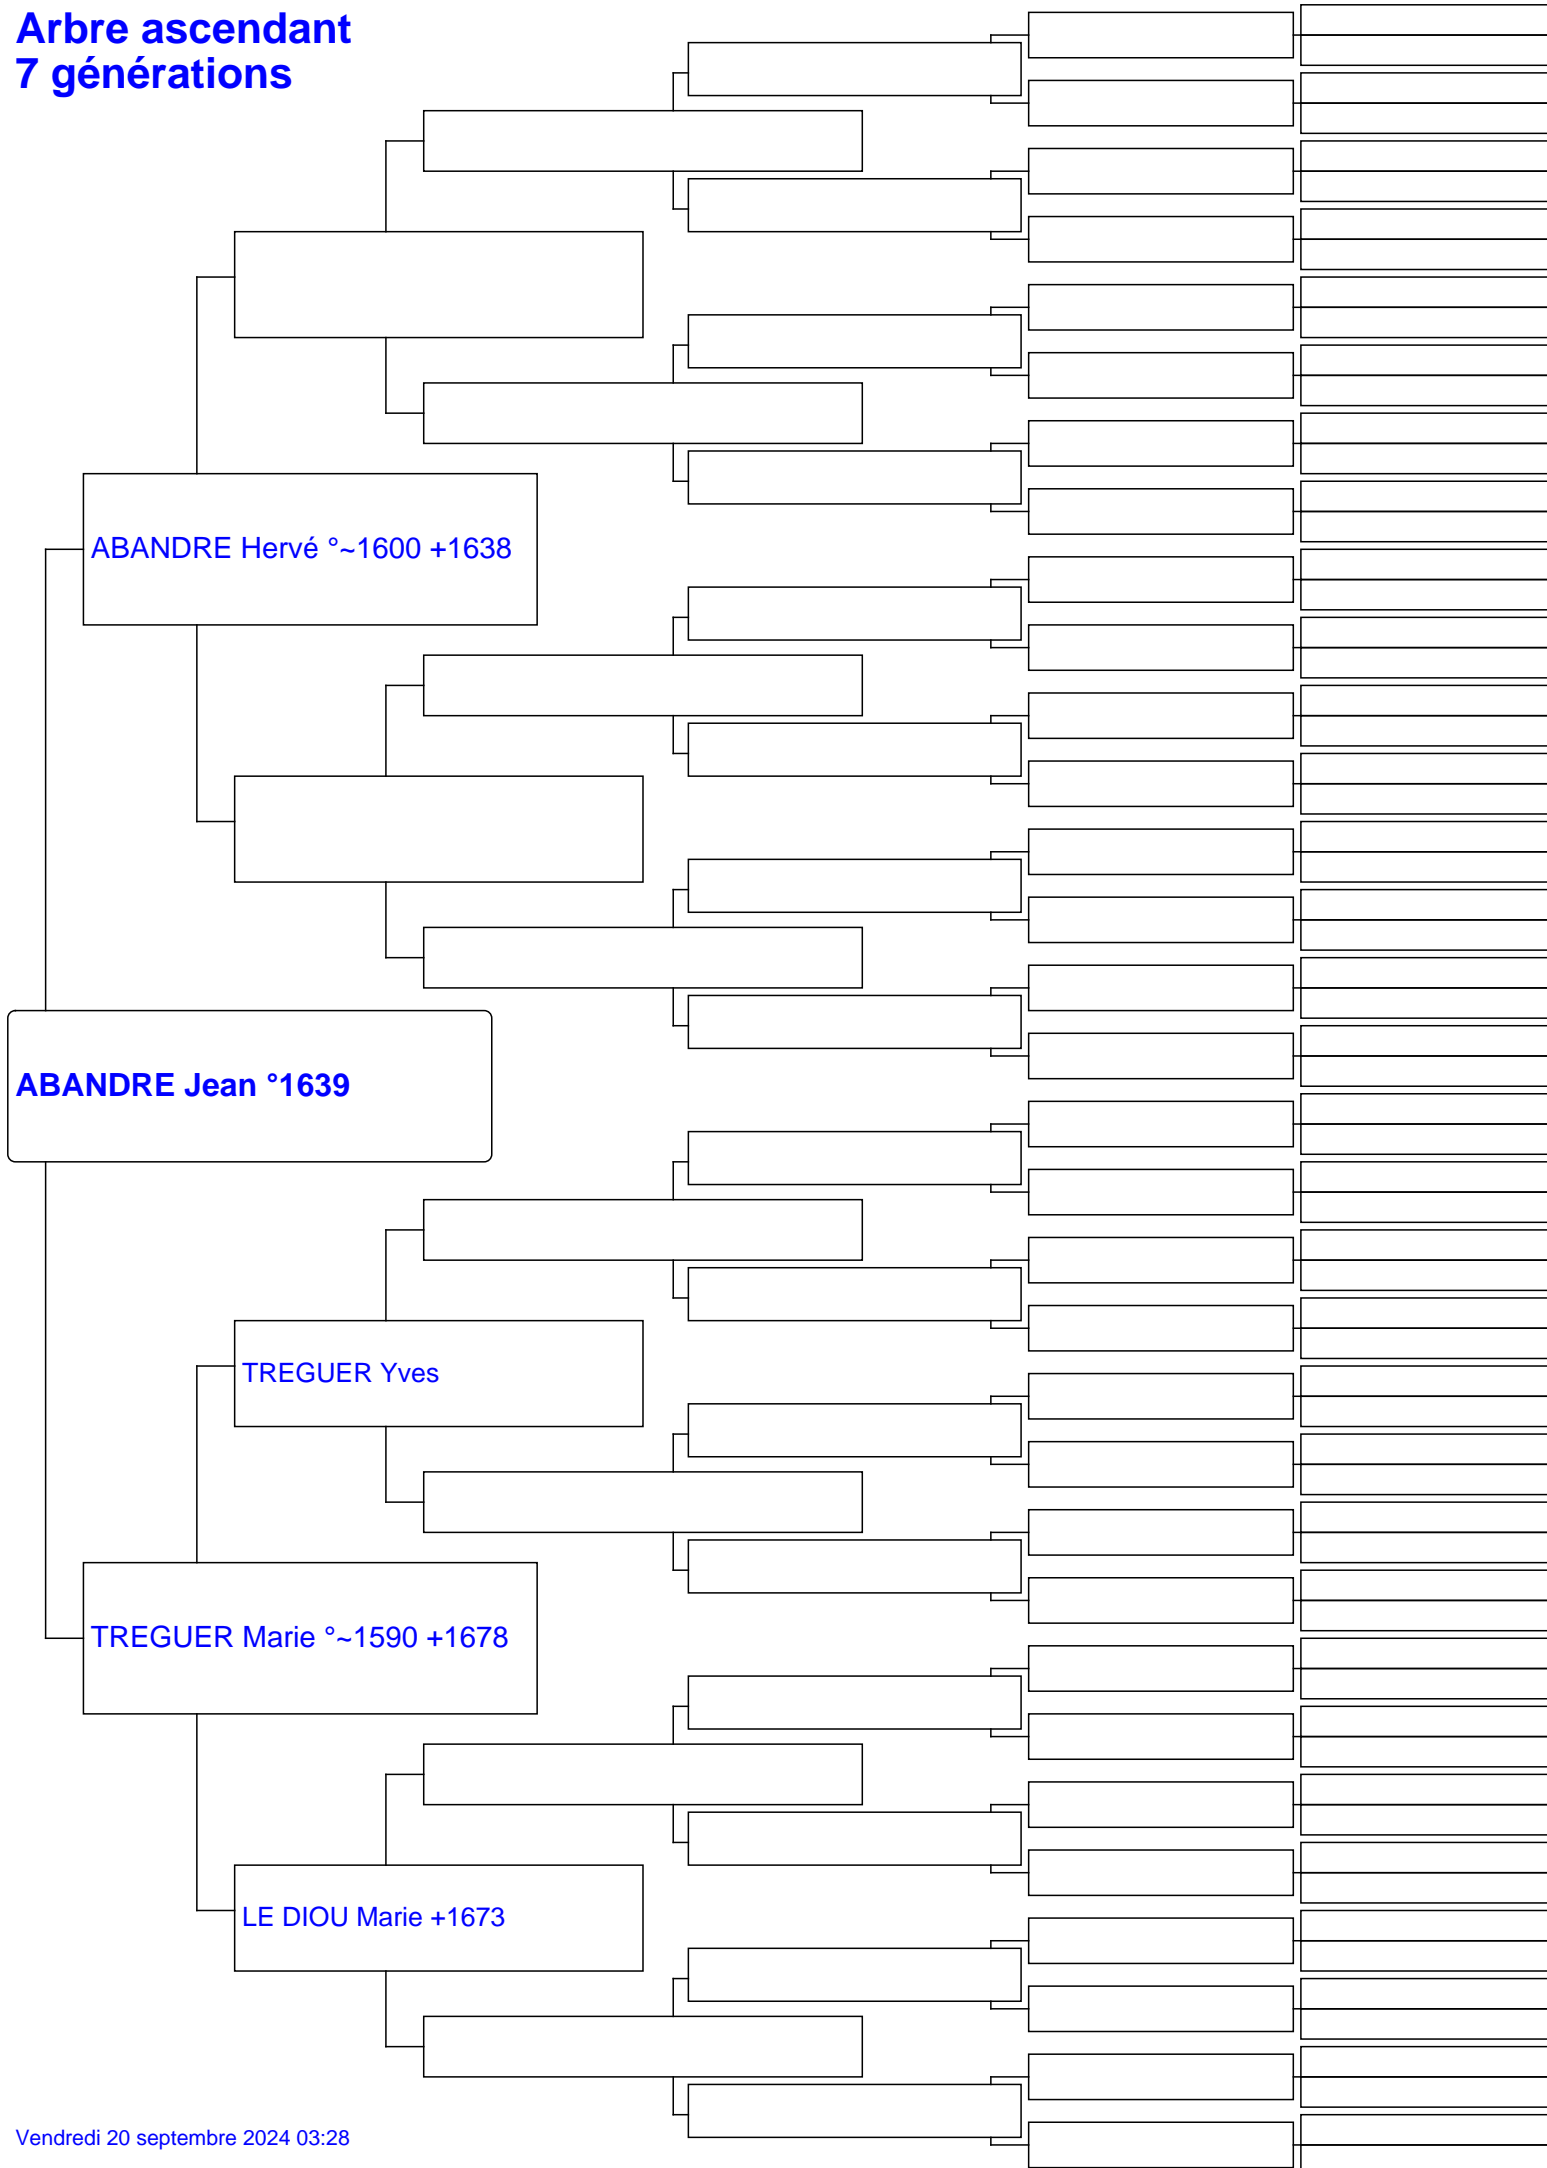 Arbre ascendant
7 générations
ABANDRE Hervé °~1600 +1638
ABANDRE Jean °1639
TREGUER Yves
TREGUER Marie °~1590 +1678
LE DIOU Marie +1673
Vendredi 20 septembre 2024 03:28